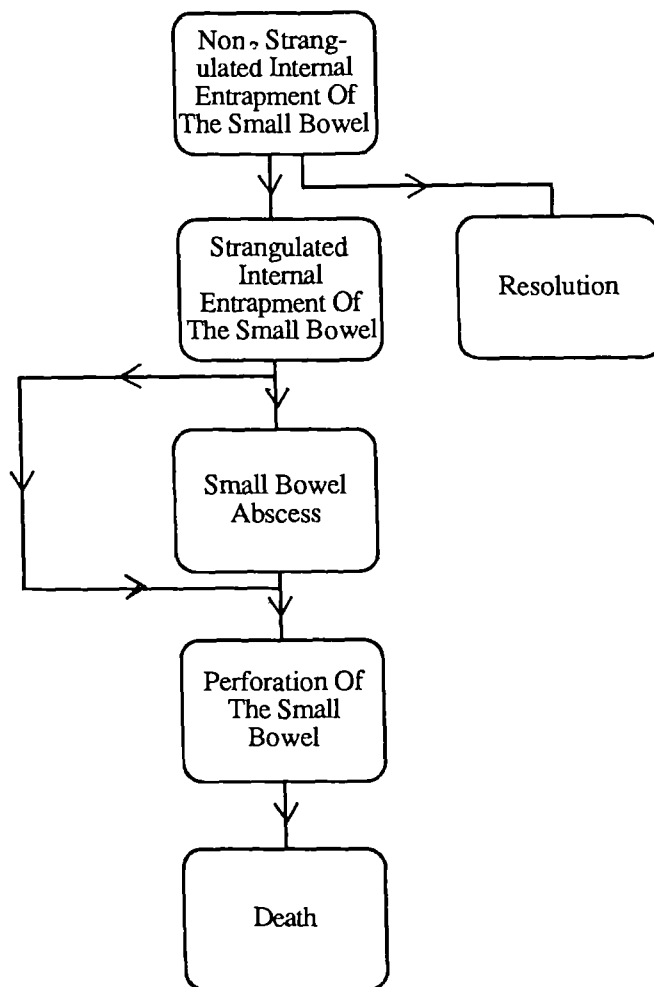 Non- Strang-
ulated Internal
Entrapment Of
The Small Bowel
Strangulated
Internal
Entrapment Of
The Small Bowel
Resolution
Small Bowel
Abscess
Perforation Of
The Small
Bowel
Death